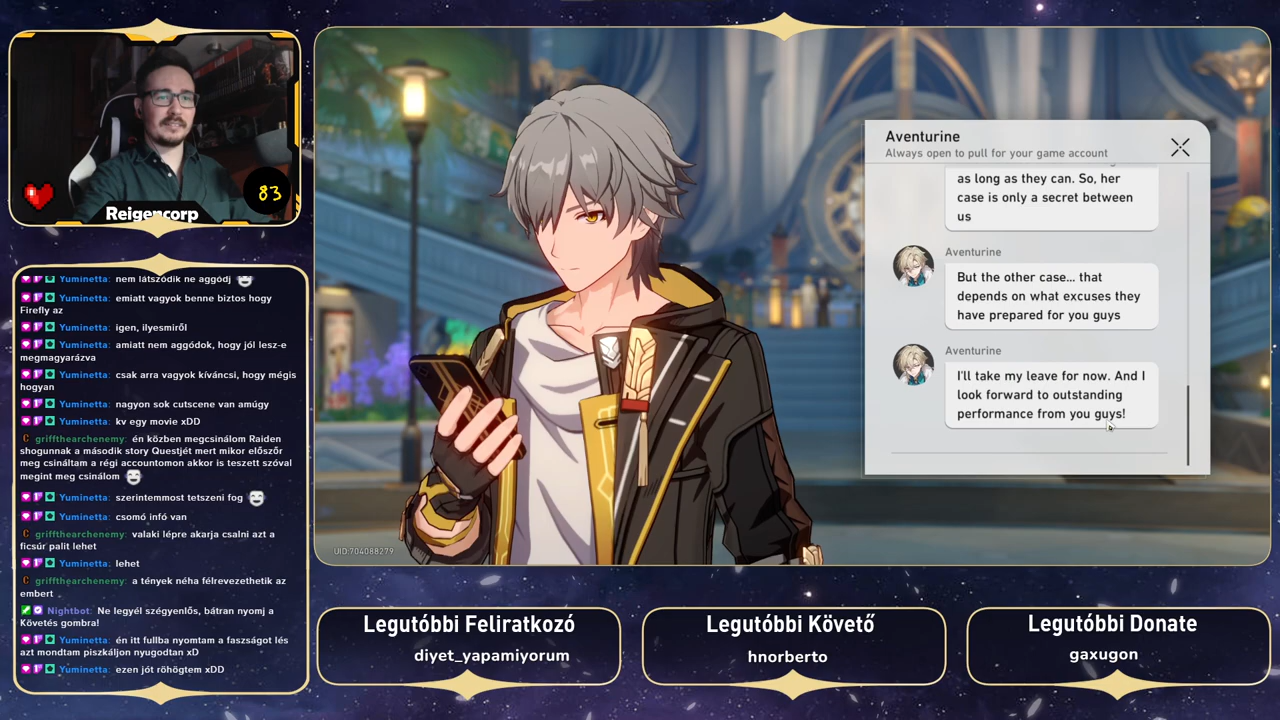 83
Reigencorp
Yuminetta: nem látszódik ne aggódj
Yuminetta: emiatt vagyok benne biztos hogy
Firefly az
Yuminetta: igen, ilyesmiről
Yuminetta: amiatt nem aggódok, hogy jól lesz-e
megmagyarázva
Yuminetta: csak arra vagyok kíváncsi, hogy mégis
hogyan
Yuminetta: nagyon sok cutscene van amúgy
Yuminetta: kv egy movie xDD
griffthearchenemy: én közben megcsinálom Raiden
shogunnak a második story Questjét mert mikor előszőr
meg csináltam a régi accountomon akkor is teszett szóval
megint meg csinálom
Yuminetta: szerintemmost tetszeni fog
Yuminetta: csomó infó van
griffthearchenemy: valaki lépre akarja csalni azt a
ficsúr palit lehet
Yuminetta: lehet
griffthearchenemy: a tények néha félrevezethetik az
embert
Nightbot: Ne legyél szégyenlős, bátran nyomj a
Követés gombra!
Yuminetta: én itt fullba nyomtam a faszságot lés
azt mondtam piszkáljon nyugodtan xD
Yuminetta: ezen jót röhögtem xDD
Aventurine
Always open to pull for your game account
as long as they can. So, her
case is only a secret between
us
Aventurine
But the other case... that
depends on what excuses they
have prepared for you guys
Aventurine
I'll take my leave for now. And I
look forward to outstanding
performance from you guys!
UID:704088279
Legutóbbi Feliratkozó
diyet_yapamiyorum
Legutóbbi Követő
hnorberto
Legutóbbi Donate
gaxugon